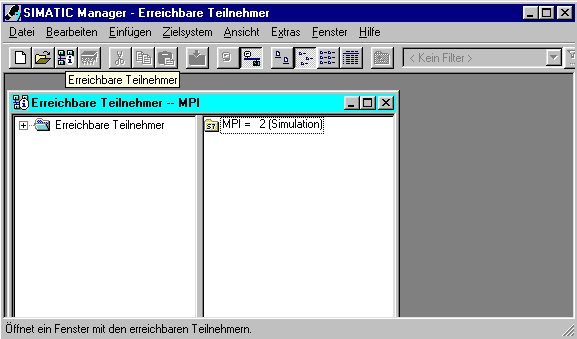 SIMATIC Manager - Erreichbare Teilnehmer
Datei Bearbeiten Einfügen Zielsystem Ansicht Extras Fenster Hilfe
< Kein Filter >
Erreichbare Teilnehmer
Erreichbare Teilnehmer -- MPI
Erreichbare Teilnehmer
MPI = 2 (Simulation)
Öffnet ein Fenster mit den erreichbaren Teilnehmern.